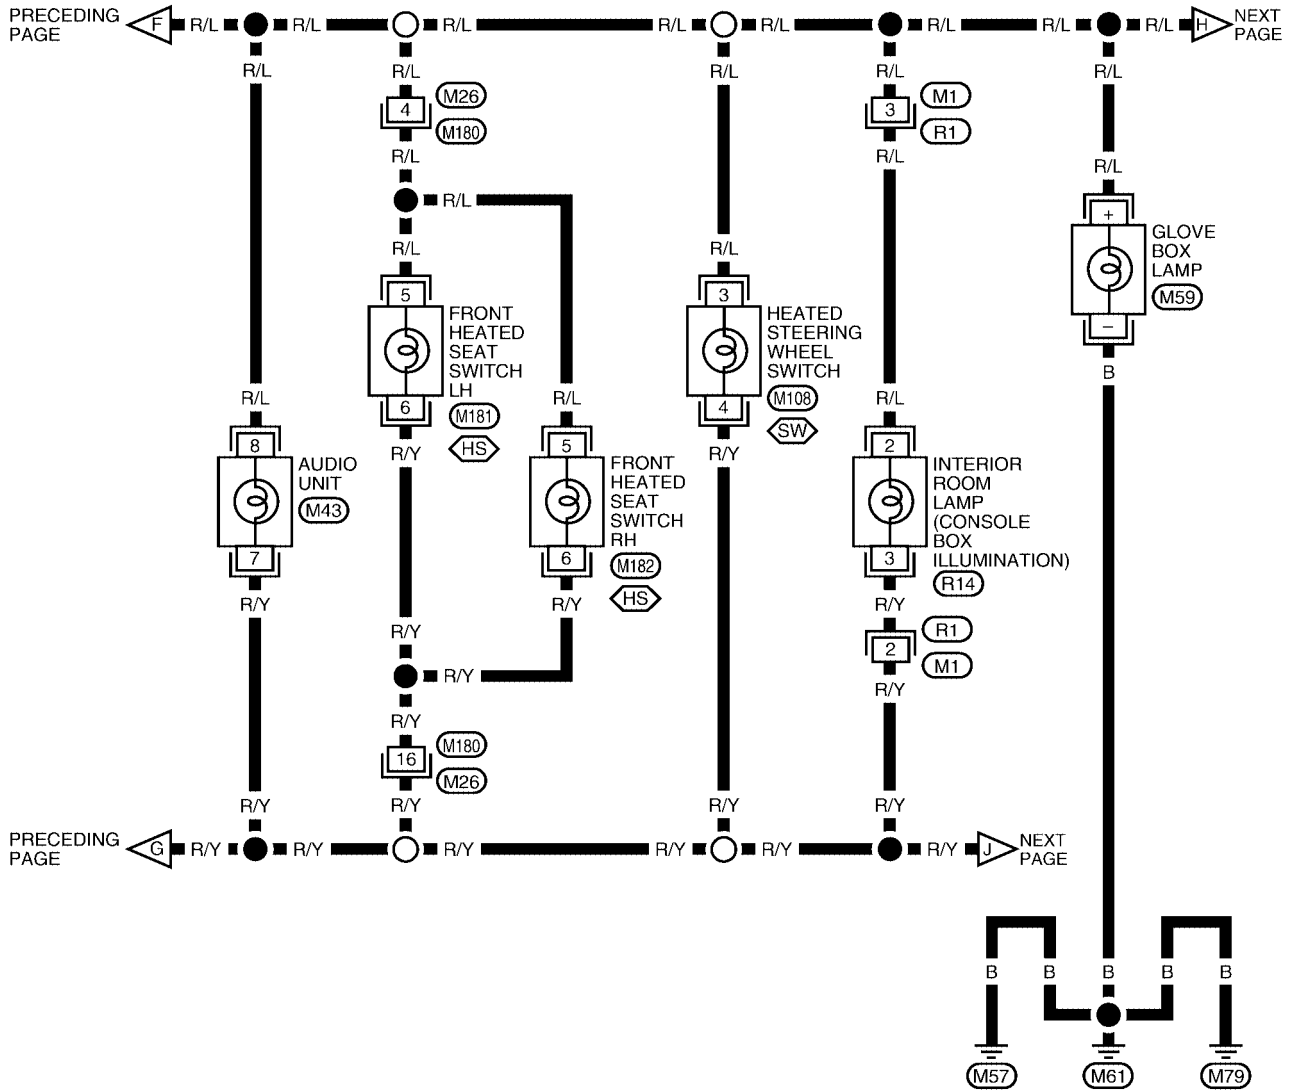 PRECEDING
PAGE
F
R/L
R/L
R/L
R/L
R/L
R/L
R/L
R/L
H
NEXT
PAGE
R/L
R/L
R/L
R/L
R/L
4
M26
M180
3
M1
R1
R/L
R/L
R/L
R/L
R/L
R/L
+
GLOVE
BOX
LAMP
M59
–
B
5
FRONT
HEATED
SEAT
SWITCH
LH
6
M181
HS
R/Y
3
HEATED
STEERING
WHEEL
SWITCH
4
M108
SW
R/Y
R/L
R/L
R/L
8
AUDIO
UNIT
M43
7
R/Y
5
FRONT
HEATED
SEAT
SWITCH
RH
6
M182
HS
R/Y
2
INTERIOR
ROOM
LAMP
(CONSOLE
BOX
ILLUMINATION)
3
R14
R/Y
R/Y
R1
2
M1
R/Y
R/Y
R/Y
M180
16
M26
R/Y
R/Y
R/Y
R/Y
PRECEDING
PAGE
G
R/Y
R/Y
R/Y
R/Y
R/Y
R/Y
J
NEXT
PAGE
B
B
B
B
B
M57
M61
M79